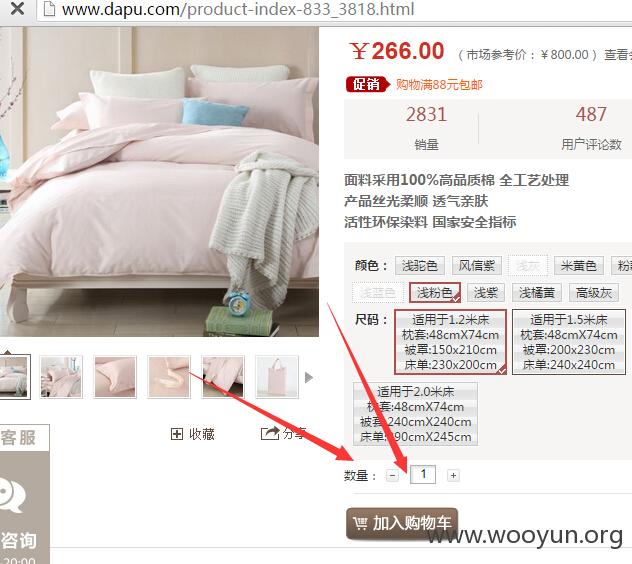 www.dapu.com/product-index-833_3818.html
￥266.00 （ 市场参考价：￥800.00 ） 查看
促销 购物满88元包邮
2831 487
销量 用户评论数
面料采用100%高品质棉 全工艺处理
产品丝光柔顺 透气亲肤
活性环保染料 国家安全指标
颜色： 浅驼色 风信紫 浅灰 米黄色
浅蓝色 浅粉色 浅紫 浅橘黄 高级灰
尺码： 适用于1.2米床 适用于1.5米床
枕套:48cmX74cm 枕套:48cmX74cm
被罩:150x210cm 被罩:200x230cm
床单:230x200cm 床单:240x240cm
适用于2.0米床
枕套:48cmX74cm
被套:240cmX240cm
床单:290cmX245cm
客服
收藏 分享
数量： − 1 +
加入购物车
咨询
-20:00
www.wooyun.org